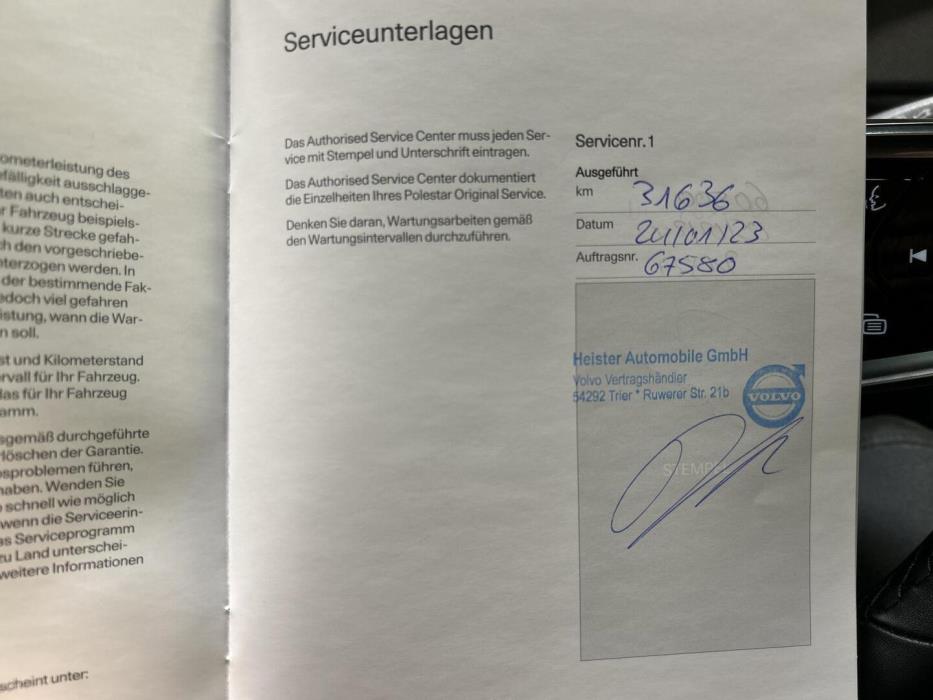 ometerleistung des
efälligkeit ausschlagge-
ten auch entschei-
r Fahrzeug beispiels-
kurze Strecke gefah-
ch den vorgeschriebe-
nterzogen werden. In
der bestimmende Fak-
edoch viel gefahren
istung, wann die War-
n soll.
st und Kilometerstand
rvall für Ihr Fahrzeug.
das für Ihr Fahrzeug
amm.
sgemäß durchgeführte
löschen der Garantie.
sproblemen führen,
haben. Wenden Sie
o schnell wie möglich
wenn die Serviceerin-
as Serviceprogramm
zu Land unterschei-
weitere Informationen
scheint unter:
Serviceunterlagen
Das Authorised Service Center muss jeden Ser-
vice mit Stempel und Unterschrift eintragen.
Das Authorised Service Center dokumentiert
die Einzelheiten Ihres Polestar Original Service.
Denken Sie daran, Wartungsarbeiten gemäß
den Wartungsintervallen durchzuführen.
Servicenr. 1
Ausgeführt
km 31636
Datum 24/01/23
Auftragsnr. 67580
Heister Automobile GmbH
Volvo Vertragshändler
54292 Trier * Ruwerer Str. 21b
VOLVO
STEMPEL